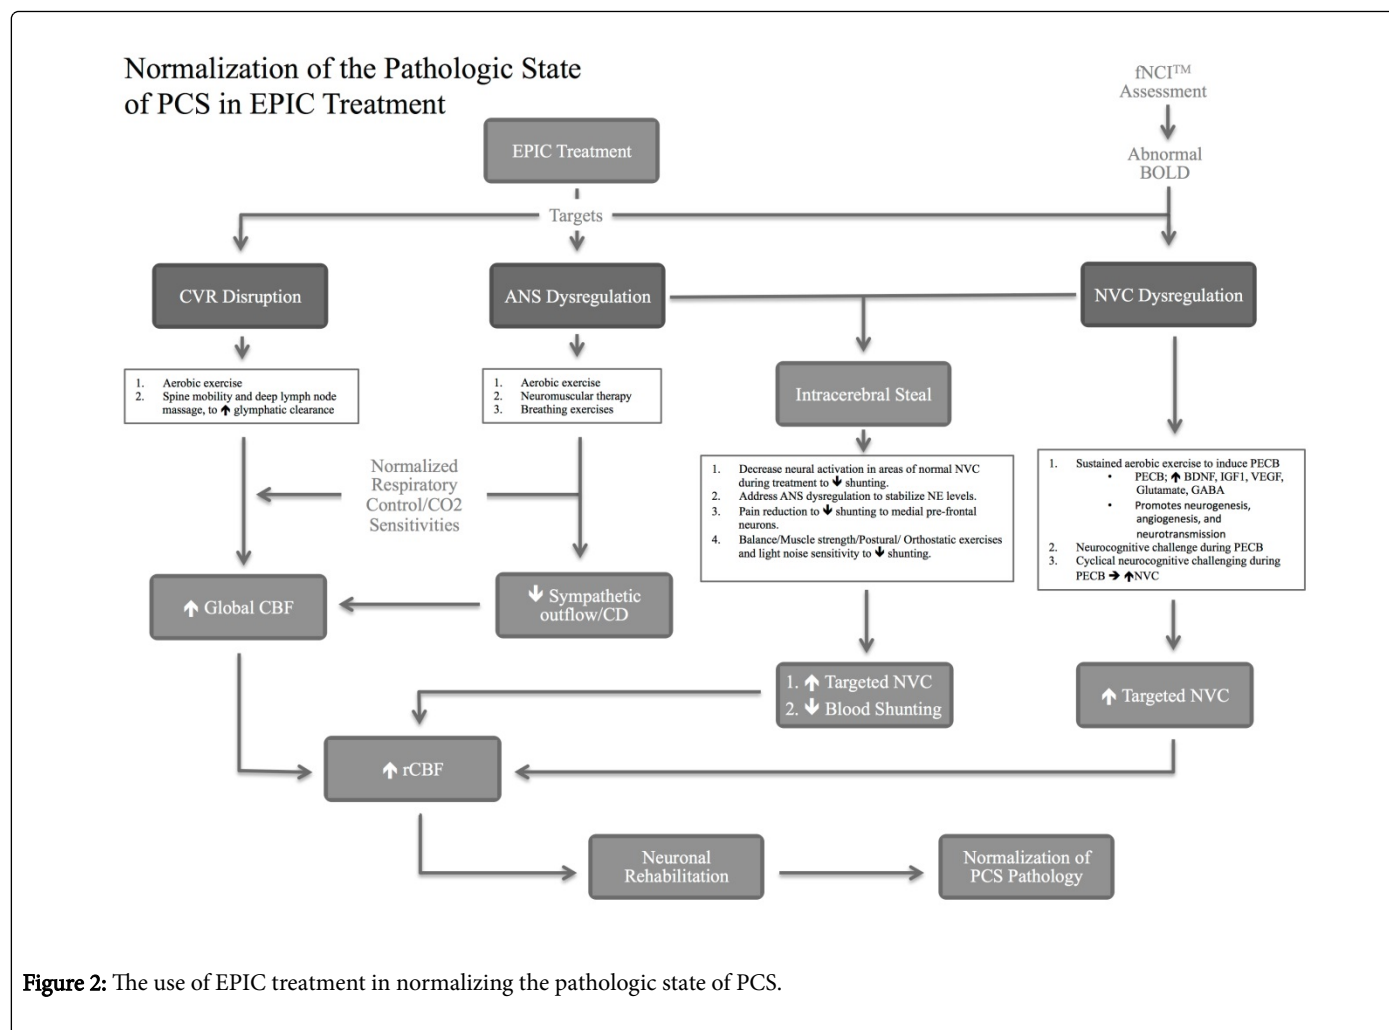 Normalization of the Pathologic State
of PCS in EPIC Treatment
fNCI™
Assessment
EPIC Treatment
Abnormal
BOLD
Targets
CVR Disruption
ANS Dysregulation
NVC Dysregulation
1. Aerobic exercise
2. Spine mobility and deep lymph node
massage, to ↑ glymphatic clearance
1. Aerobic exercise
2. Neuromuscular therapy
3. Breathing exercises
Intracerebral Steal
Normalized
Respiratory
Control/CO2
Sensitivities
1. Decrease neural activation in areas of normal NVC
during treatment to ↓ shunting.
2. Address ANS dysregulation to stabilize NE levels.
3. Pain reduction to ↓ shunting to medial pre-frontal
neurons.
4. Balance/Muscle strength/Postural/ Orthostatic exercises
and light noise sensitivity to ↓ shunting.
1. Sustained aerobic exercise to induce PECB
• PECB; ↑ BDNF, IGF1, VEGF,
Glutamate, GABA
• Promotes neurogenesis,
angiogenesis, and
neurotransmission
2. Neurocognitive challenge during PECB
3. Cyclical neurocognitive challenging during
PECB → ↑NVC
↑ Global CBF
↓ Sympathetic
outflow/CD
1. ↑ Targeted NVC
2. ↓ Blood Shunting
↑ Targeted NVC
↑ rCBF
Neuronal
Rehabilitation
Normalization of
PCS Pathology
Figure 2: The use of EPIC treatment in normalizing the pathologic state of PCS.